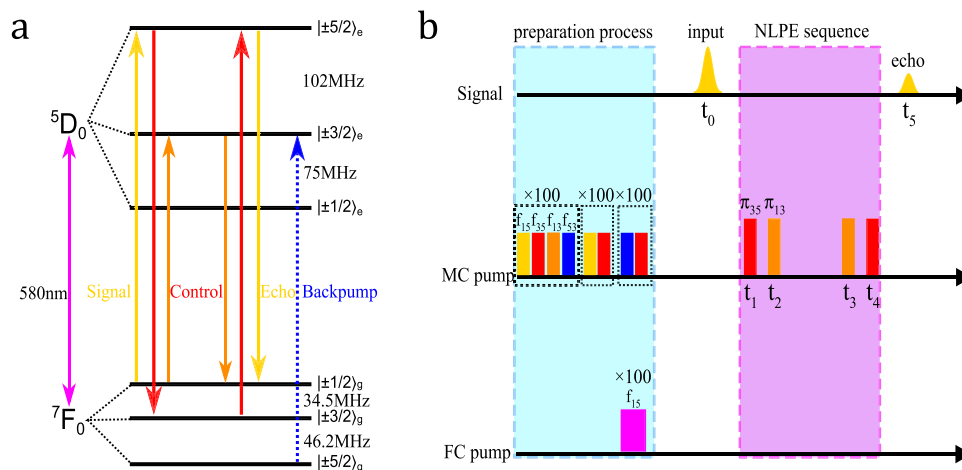 a
|±5/2⟩e
102MHz
⁵D₀
|±3/2⟩e
75MHz
|±1/2⟩e
580nm
Signal
Control
Echo
Backpump
|±1/2⟩g
34.5MHz
⁷F₀
|±3/2⟩g
46.2MHz
|±5/2⟩g
b
preparation process
input
NLPE sequence
echo
Signal
t₀
t₅
×100
×100
×100
f₁₅ f₃₅ f₁₃ f₅₃
π₃₅ π₁₃
MC pump
t₁
t₂
t₃
t₄
×100
f₁₅
FC pump